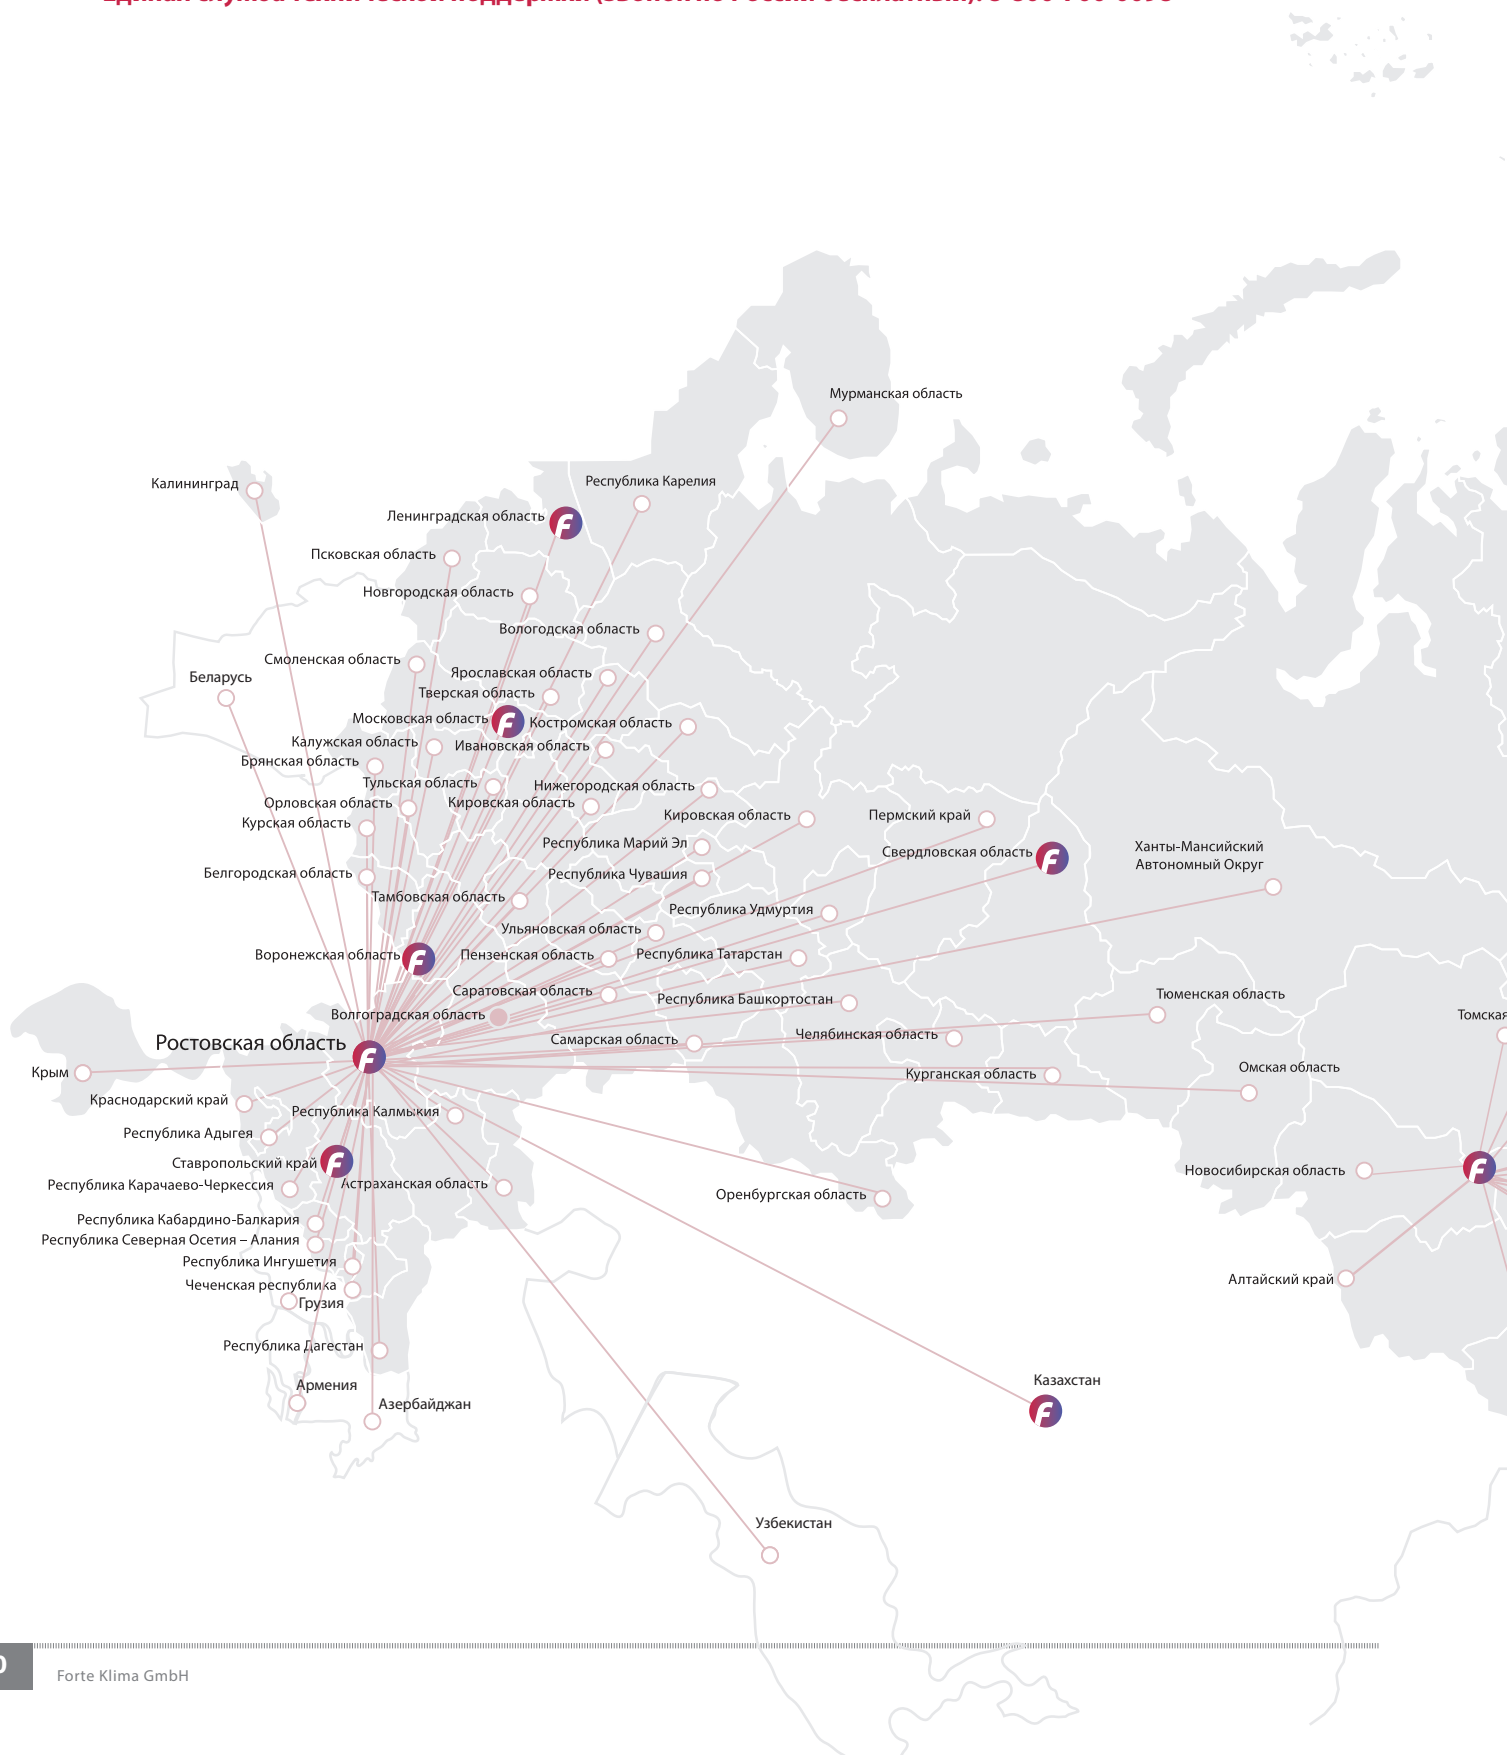 Мурманская область
Республика Карелия
Калининград
Ленинградская область
Псковская область
Новгородская область
Вологодская область
Смоленская область
Ярославская область
Беларусь
Тверская область
Московская область
Костромская область
Калужская область
Ивановская область
Брянская область
Тульская область
Нижегородская область
Орловская область
Кировская область
Курская область
Кировская область
Пермский край
Республика Марий Эл
Свердловская область
Ханты-Мансийский
Автономный Округ
Белгородская область
Республика Чувашия
Тамбовская область
Республика Удмуртия
Ульяновская область
Воронежская область
Пензенская область
Республика Татарстан
Саратовская область
Республика Башкортостан
Тюменская область
Волгоградская область
Томская
Ростовская область
Самарская область
Челябинская область
Крым
Курганская область
Омская область
Краснодарский край
Республика Калмыкия
Республика Адыгея
Ставропольский край
Новосибирская область
Республика Карачаево-Черкессия
Астраханская область
Оренбургская область
Республика Кабардино-Балкария
Республика Северная Осетия – Алания
Республика Ингушетия
Чеченская республика
Алтайский край
Грузия
Республика Дагестан
Армения
Казахстан
Азербайджан
Узбекистан
Forte Klima GmbH